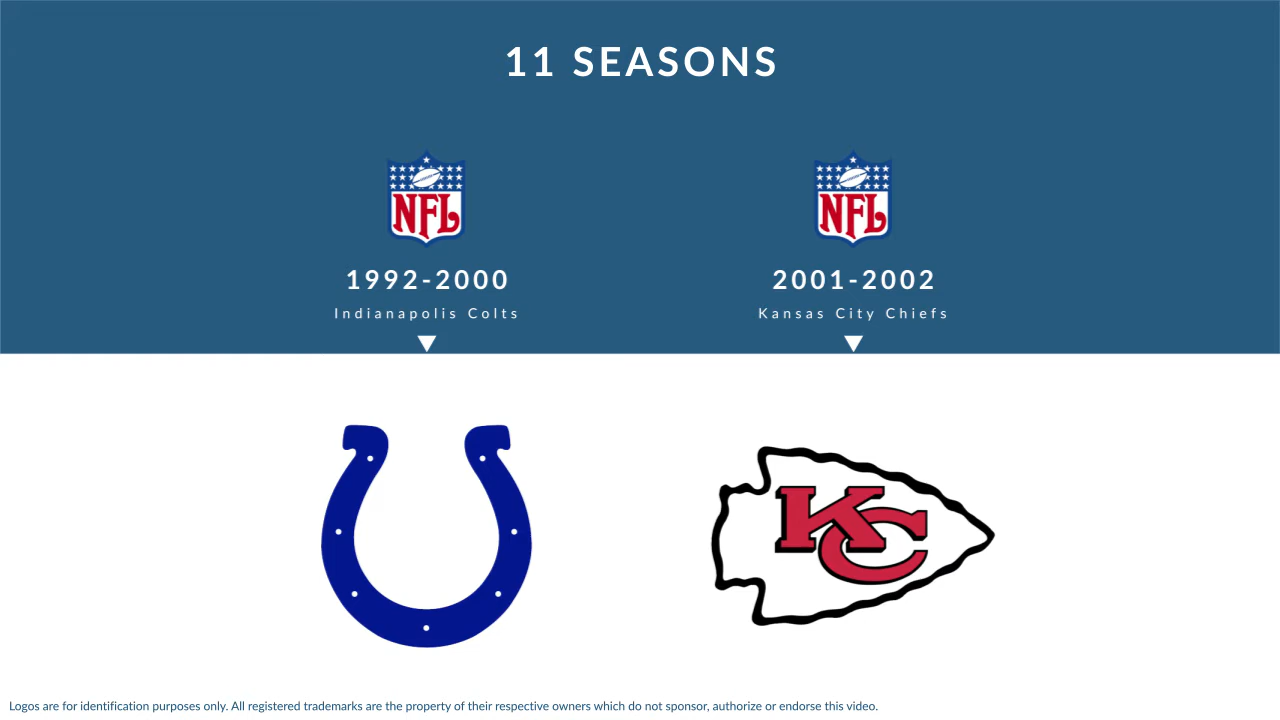 11 SEASONS
NFL NFL
1992-2000 2001-2002
Indianapolis Colts Kansas City Chiefs
KC
Logos are for identification purposes only. All registered trademarks are the property of their respective owners which do not sponsor, authorize or endorse this video.